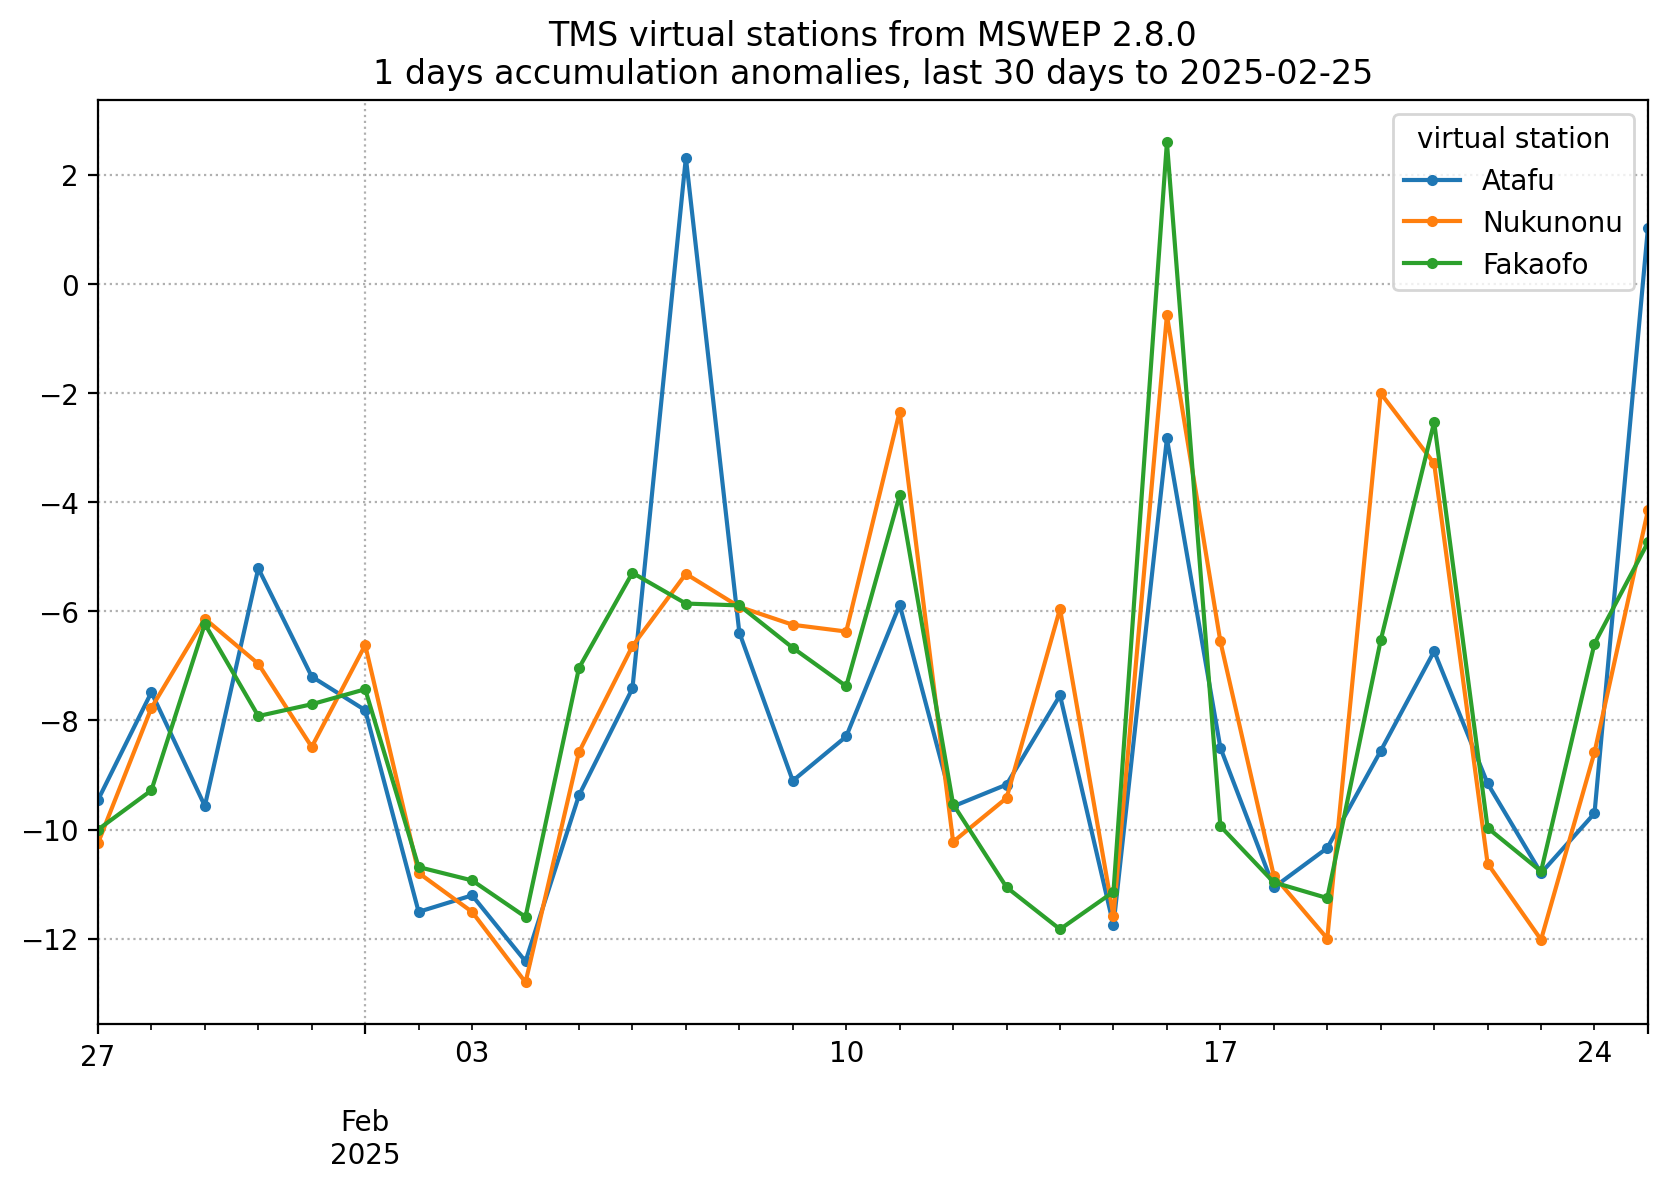 TMS virtual stations from MSWEP 2.8.0
1 days accumulation anomalies, last 30 days to 2025-02-25
virtual station
Atafu
Nukunonu
Fakaofo
2
0
−2
−4
−6
−8
−10
−12
27
03
10
17
24
Feb
2025